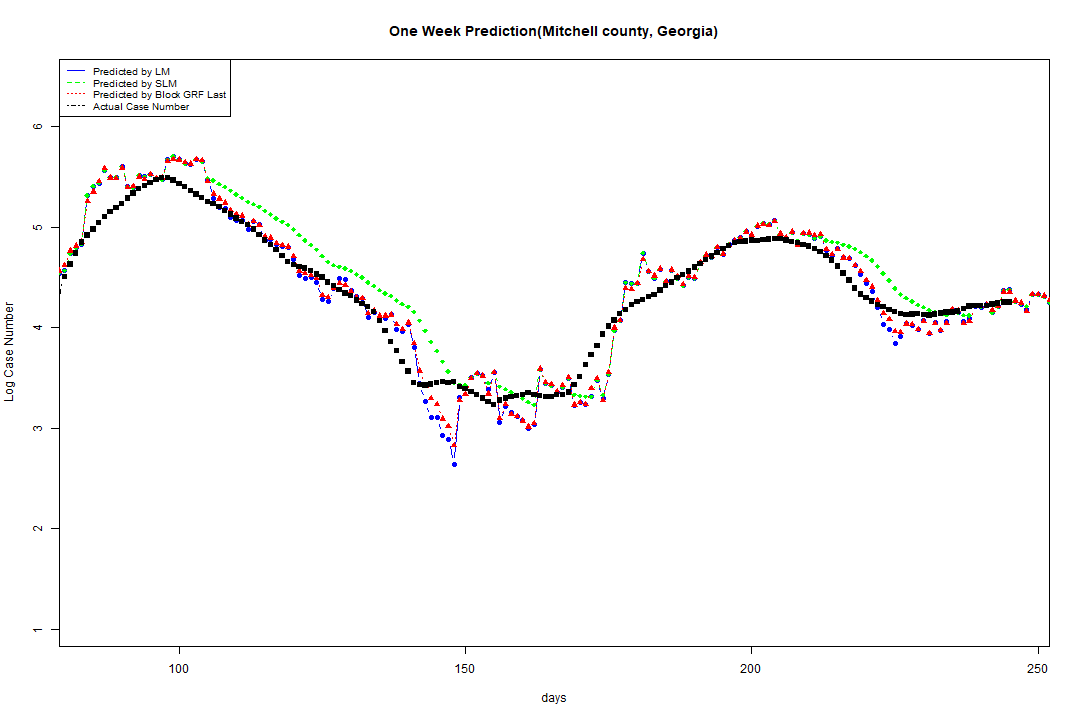 One Week Prediction(Mitchell county, Georgia)
Predicted by LM
Predicted by SLM
Predicted by Block GRF Last
Actual Case Number
6
5
4
3
2
1
Log Case Number
100 150 200 250
days